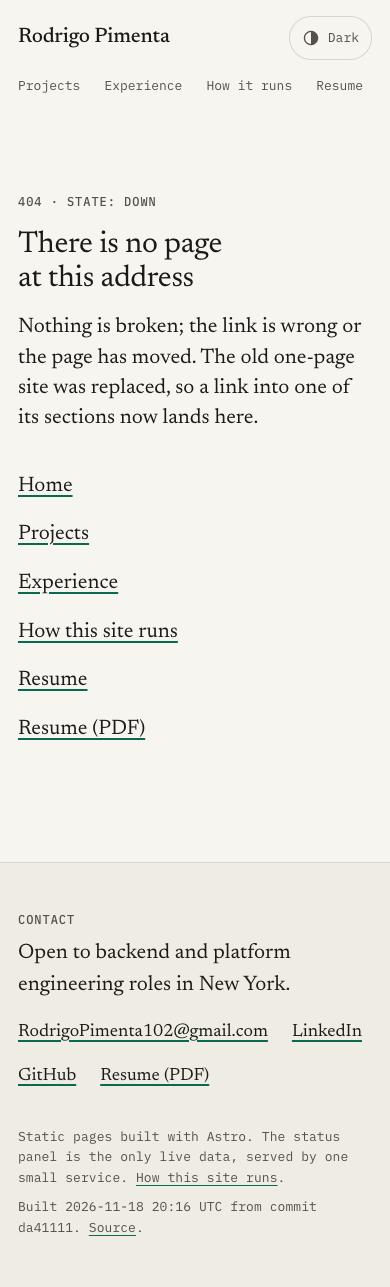 Rodrigo Pimenta
Dark
Projects Experience How it runs Resume
404 · STATE: DOWN
There is no page
at this address
Nothing is broken; the link is wrong or
the page has moved. The old one-page
site was replaced, so a link into one of
its sections now lands here.
Home
Projects
Experience
How this site runs
Resume
Resume (PDF)
CONTACT
Open to backend and platform
engineering roles in New York.
RodrigoPimenta102@gmail.com LinkedIn
GitHub Resume (PDF)
Static pages built with Astro. The status
panel is the only live data, served by one
small service. How this site runs.
Built 2026-11-18 20:16 UTC from commit
da41111. Source.